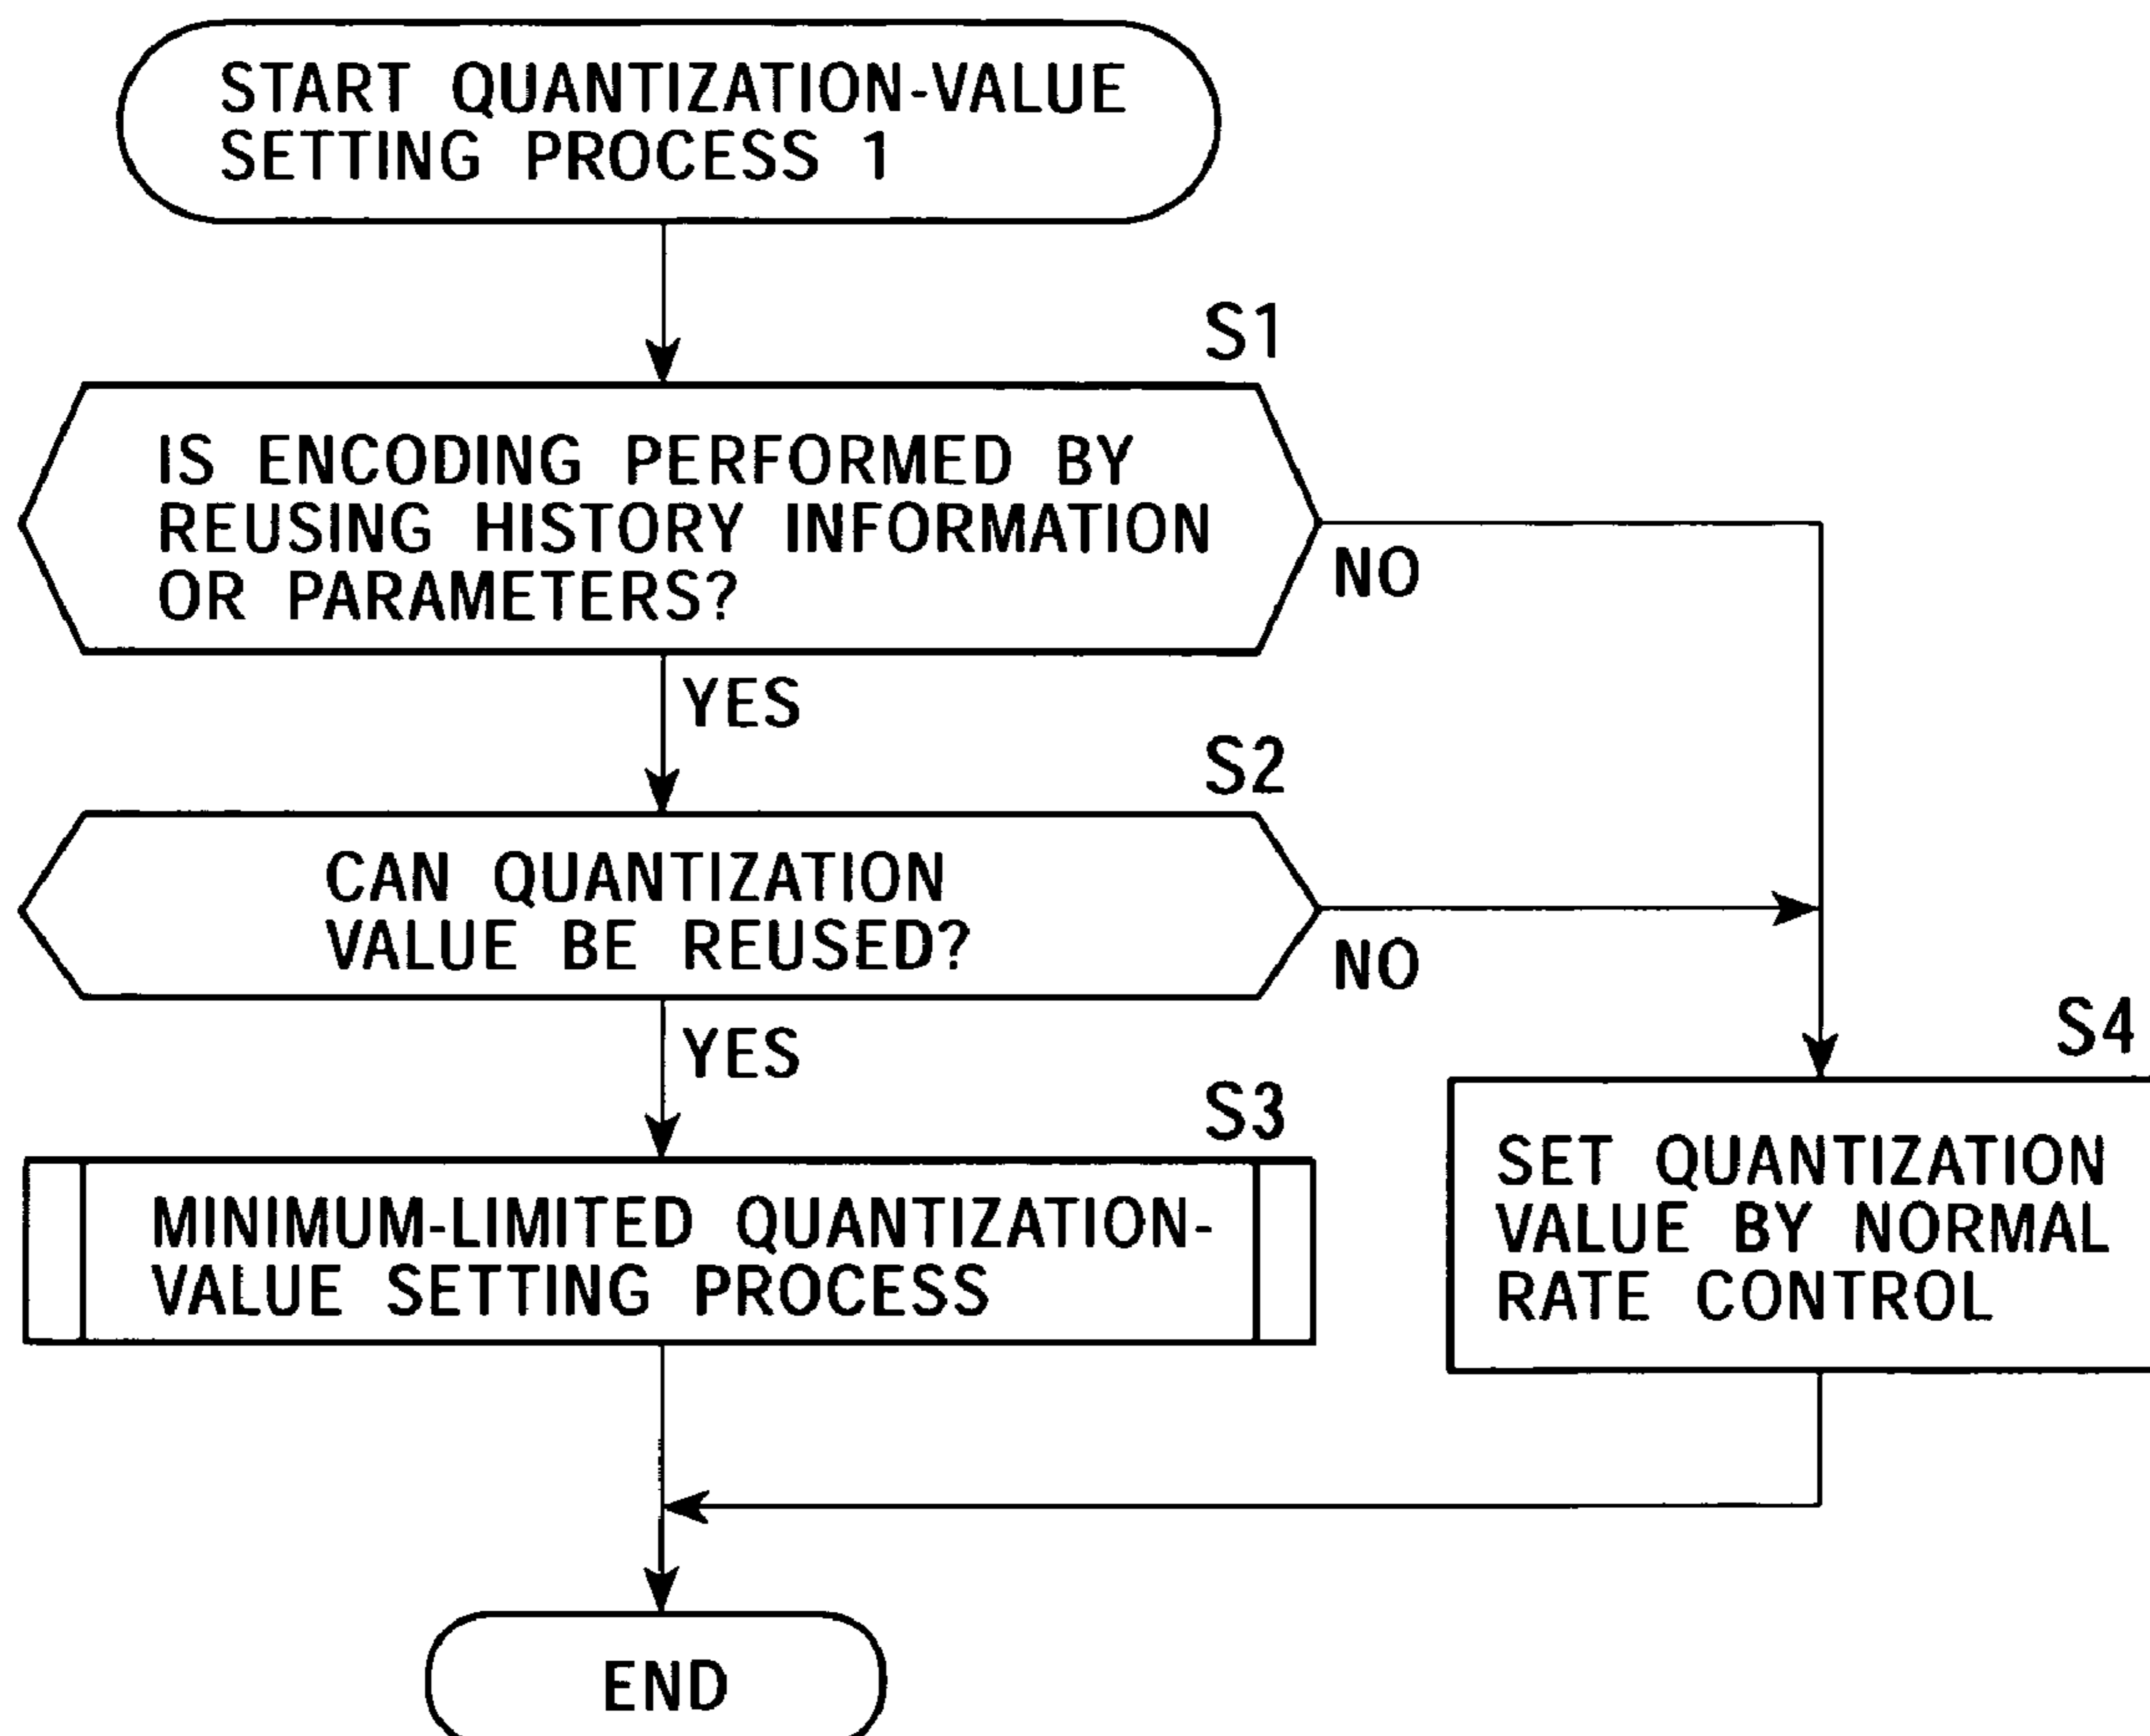 START QUANTIZATION-VALUE
SETTING PROCESS 1
S1
IS ENCODING PERFORMED BY
REUSING HISTORY INFORMATION
OR PARAMETERS?
NO
YES
S2
CAN QUANTIZATION
VALUE BE REUSED?
NO
YES
S3
MINIMUM-LIMITED QUANTIZATION-
VALUE SETTING PROCESS
S4
SET QUANTIZATION
VALUE BY NORMAL
RATE CONTROL
END